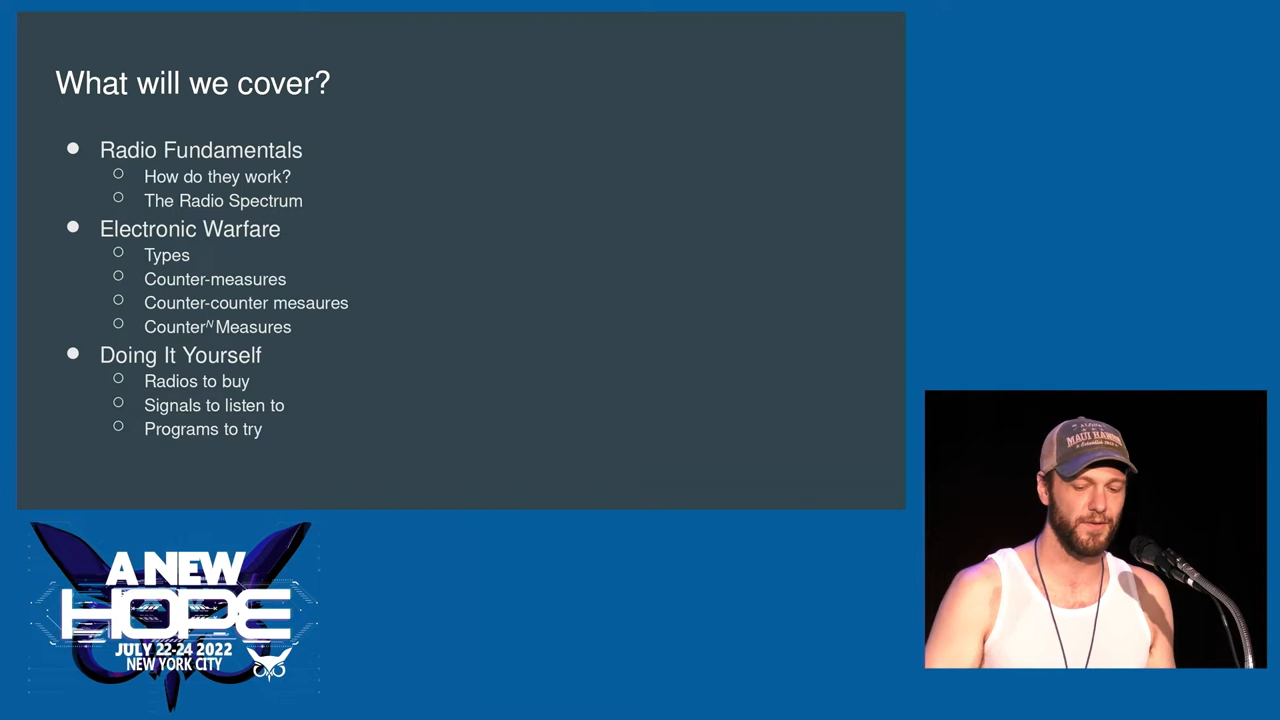 What will we cover?
● Radio Fundamentals
○ How do they work?
○ The Radio Spectrum
● Electronic Warfare
○ Types
○ Counter-measures
○ Counter-counter mesaures
○ Counterᴺ Measures
● Doing It Yourself
○ Radios to buy
○ Signals to listen to
○ Programs to try
MAUI
A NEW
HOPE
JULY 22-24 2022
NEW YORK CITY